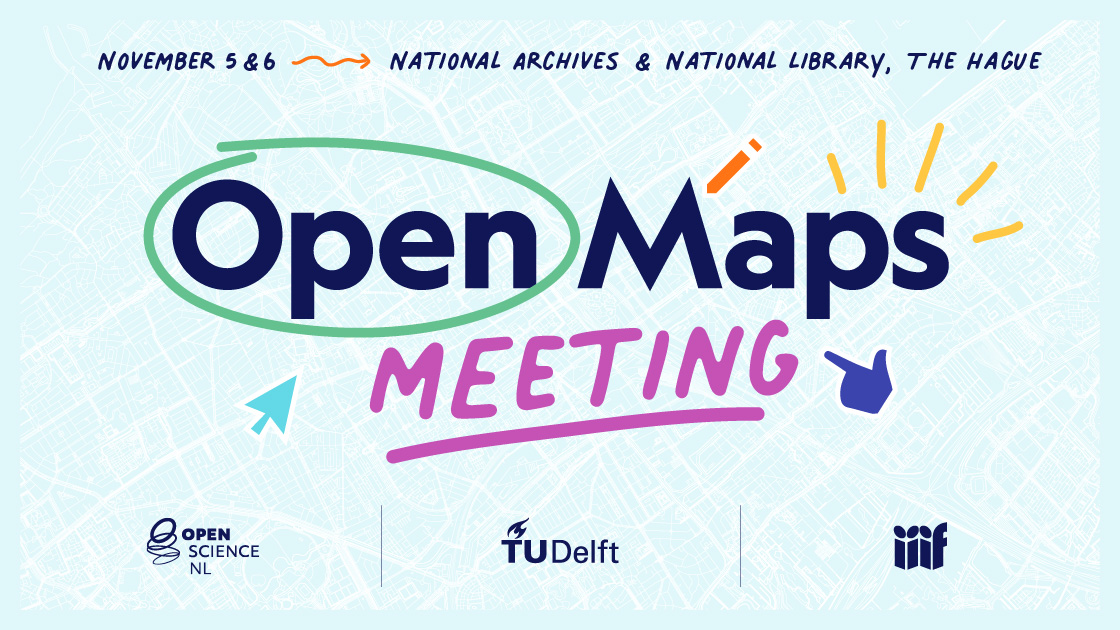 NOVEMBER 5 & 6 NATIONAL ARCHIVES & NATIONAL LIBRARY, THE HAGUE
Open Maps
MEETING
OPEN
SCIENCE
NL
TUDelft
iiif